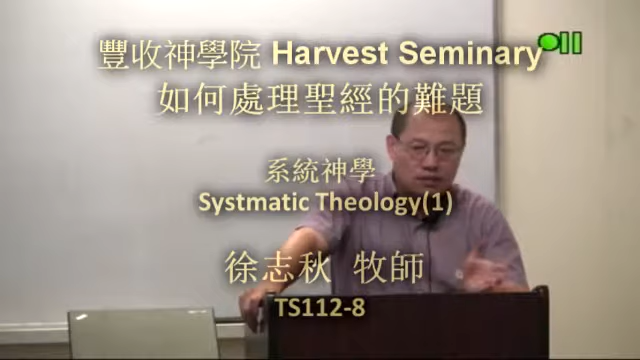 豐收神學院 Harvest Seminary
如何處理聖經的難題
系統神學
Systmatic Theology(1)
徐志秋 牧師
TS112-8